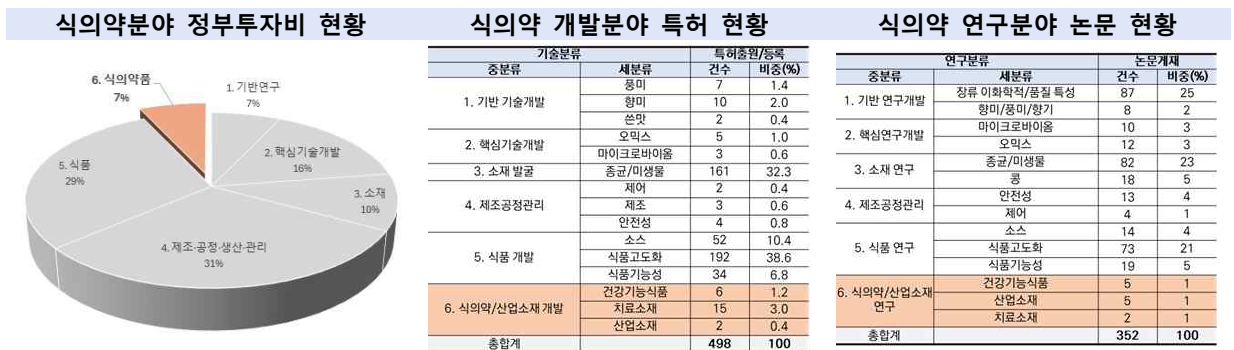 식의약분야 정부투자비 현황
6. 식의약품
7%
1. 기반연구
7%
2. 핵심기술개발
16%
3. 소재
10%
4. 제조·공정·생산·관리
31%
5. 식품
29%
식의약 개발분야 특허 현황
기술분류 특허출원/등록
중분류 세분류 건수 비중(%)
1. 기반 기술개발 풍미 7 1.4
향미 10 2.0
쓴맛 2 0.4
2. 핵심기술개발 오믹스 5 1.0
마이크로바이옴 3 0.6
3. 소재 발굴 종균/미생물 161 32.3
4. 제조공정관리 제어 2 0.4
제조 3 0.6
안전성 4 0.8
5. 식품 개발 소스 52 10.4
식품고도화 192 38.6
식품기능성 34 6.8
6. 식의약/산업소재 개발 건강기능식품 6 1.2
치료소재 15 3.0
산업소재 2 0.4
총합계 498 100
식의약 연구분야 논문 현황
연구분류 논문게재
중분류 세분류 건수 비중(%)
1. 기반 연구개발 장류 이화학적/품질 특성 87 25
향미/풍미/향기 8 2
2. 핵심연구개발 마이크로바이옴 10 3
오믹스 12 3
3. 소재 연구 종균/미생물 82 23
콩 18 5
4. 제조공정관리 안전성 13 4
제어 4 1
5. 식품 연구 소스 14 4
식품고도화 73 21
식품기능성 19 5
6. 식의약/산업소재 연구 건강기능식품 5 1
산업소재 5 1
치료소재 2 1
총합계 352 100